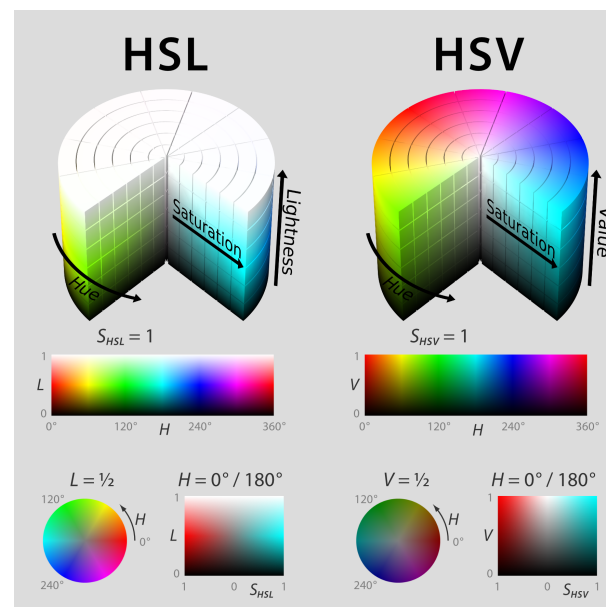 HSL
HSV
Lightness
Saturation
Hue
Value
Saturation
Hue
S_HSL = 1
S_HSV = 1
1
L
0
0° 120° 240° 360°
H
1
V
0
0° 120° 240° 360°
H
L = ½
120°
H
0°
240°
H = 0° / 180°
1
L
0
1 0 1
S_HSL
V = ½
H
0°
120°
240°
H = 0° / 180°
1
V
0
1 0 1
S_HSV